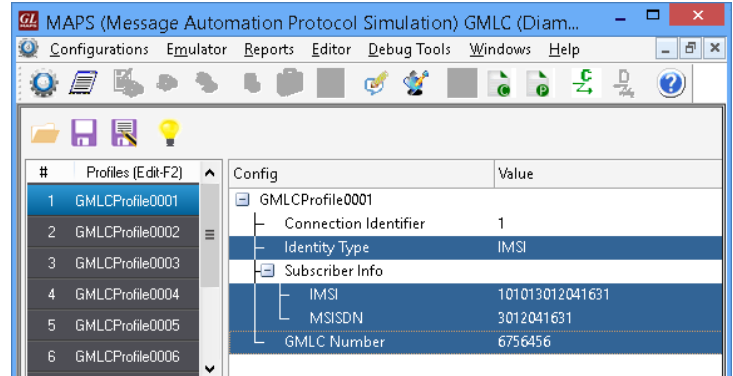 GL MAPS (Message Automation Protocol Simulation) GMLC (Diam...
Configurations Emulator Reports Editor Debug Tools Windows Help
C D
# Profiles (Edit-F2) Config Value
1 GMLCProfile0001 GMLCProfile0001
Connection Identifier 1
2 GMLCProfile0002 Identity Type IMSI
3 GMLCProfile0003 Subscriber Info
4 GMLCProfile0004 IMSI 101013012041631
5 GMLCProfile0005 MSISDN 3012041631
6 GMLCProfile0006 GMLC Number 6756456